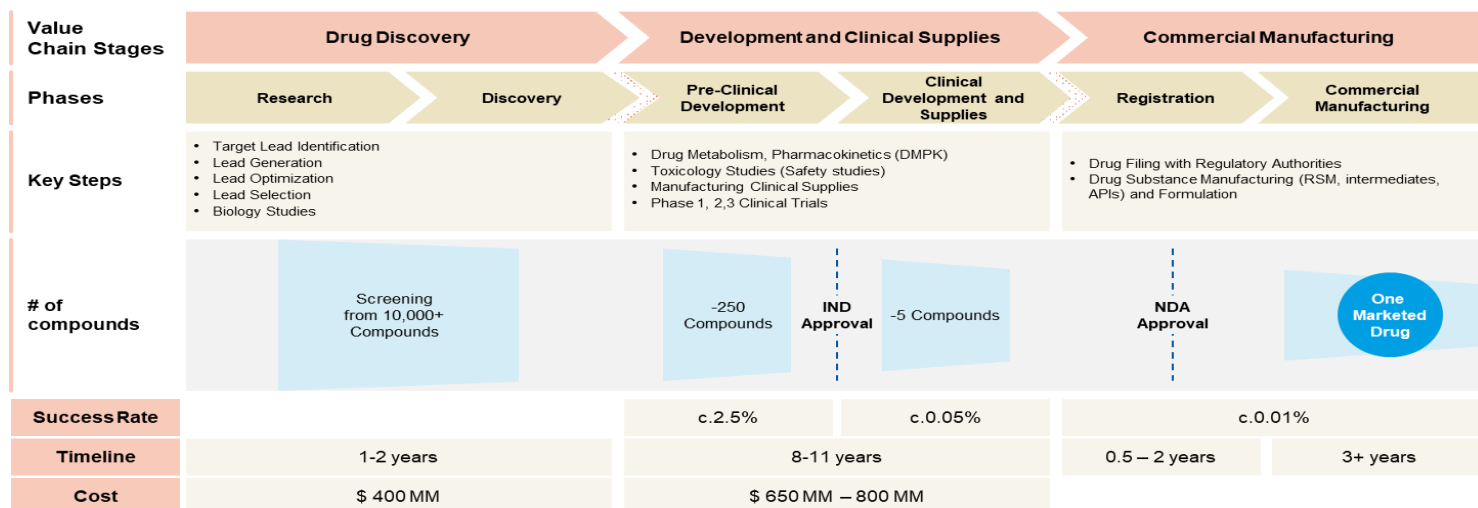 Value
Chain Stages
Drug Discovery
Development and Clinical Supplies
Commercial Manufacturing
Phases
Research
Discovery
Pre-Clinical
Development
Clinical
Development and
Supplies
Registration
Commercial
Manufacturing
Key Steps
• Target Lead Identification
• Lead Generation
• Lead Optimization
• Lead Selection
• Biology Studies
• Drug Metabolism, Pharmacokinetics (DMPK)
• Toxicology Studies (Safety studies)
• Manufacturing Clinical Supplies
• Phase 1, 2,3 Clinical Trials
• Drug Filing with Regulatory Authorities
• Drug Substance Manufacturing (RSM, intermediates,
APIs) and Formulation
# of
compounds
Screening
from 10,000+
Compounds
-250
Compounds
IND
Approval
-5 Compounds
NDA
Approval
One
Marketed
Drug
Success Rate
c.2.5%
c.0.05%
c.0.01%
Timeline
1-2 years
8-11 years
0.5 – 2 years
3+ years
Cost
$ 400 MM
$ 650 MM – 800 MM